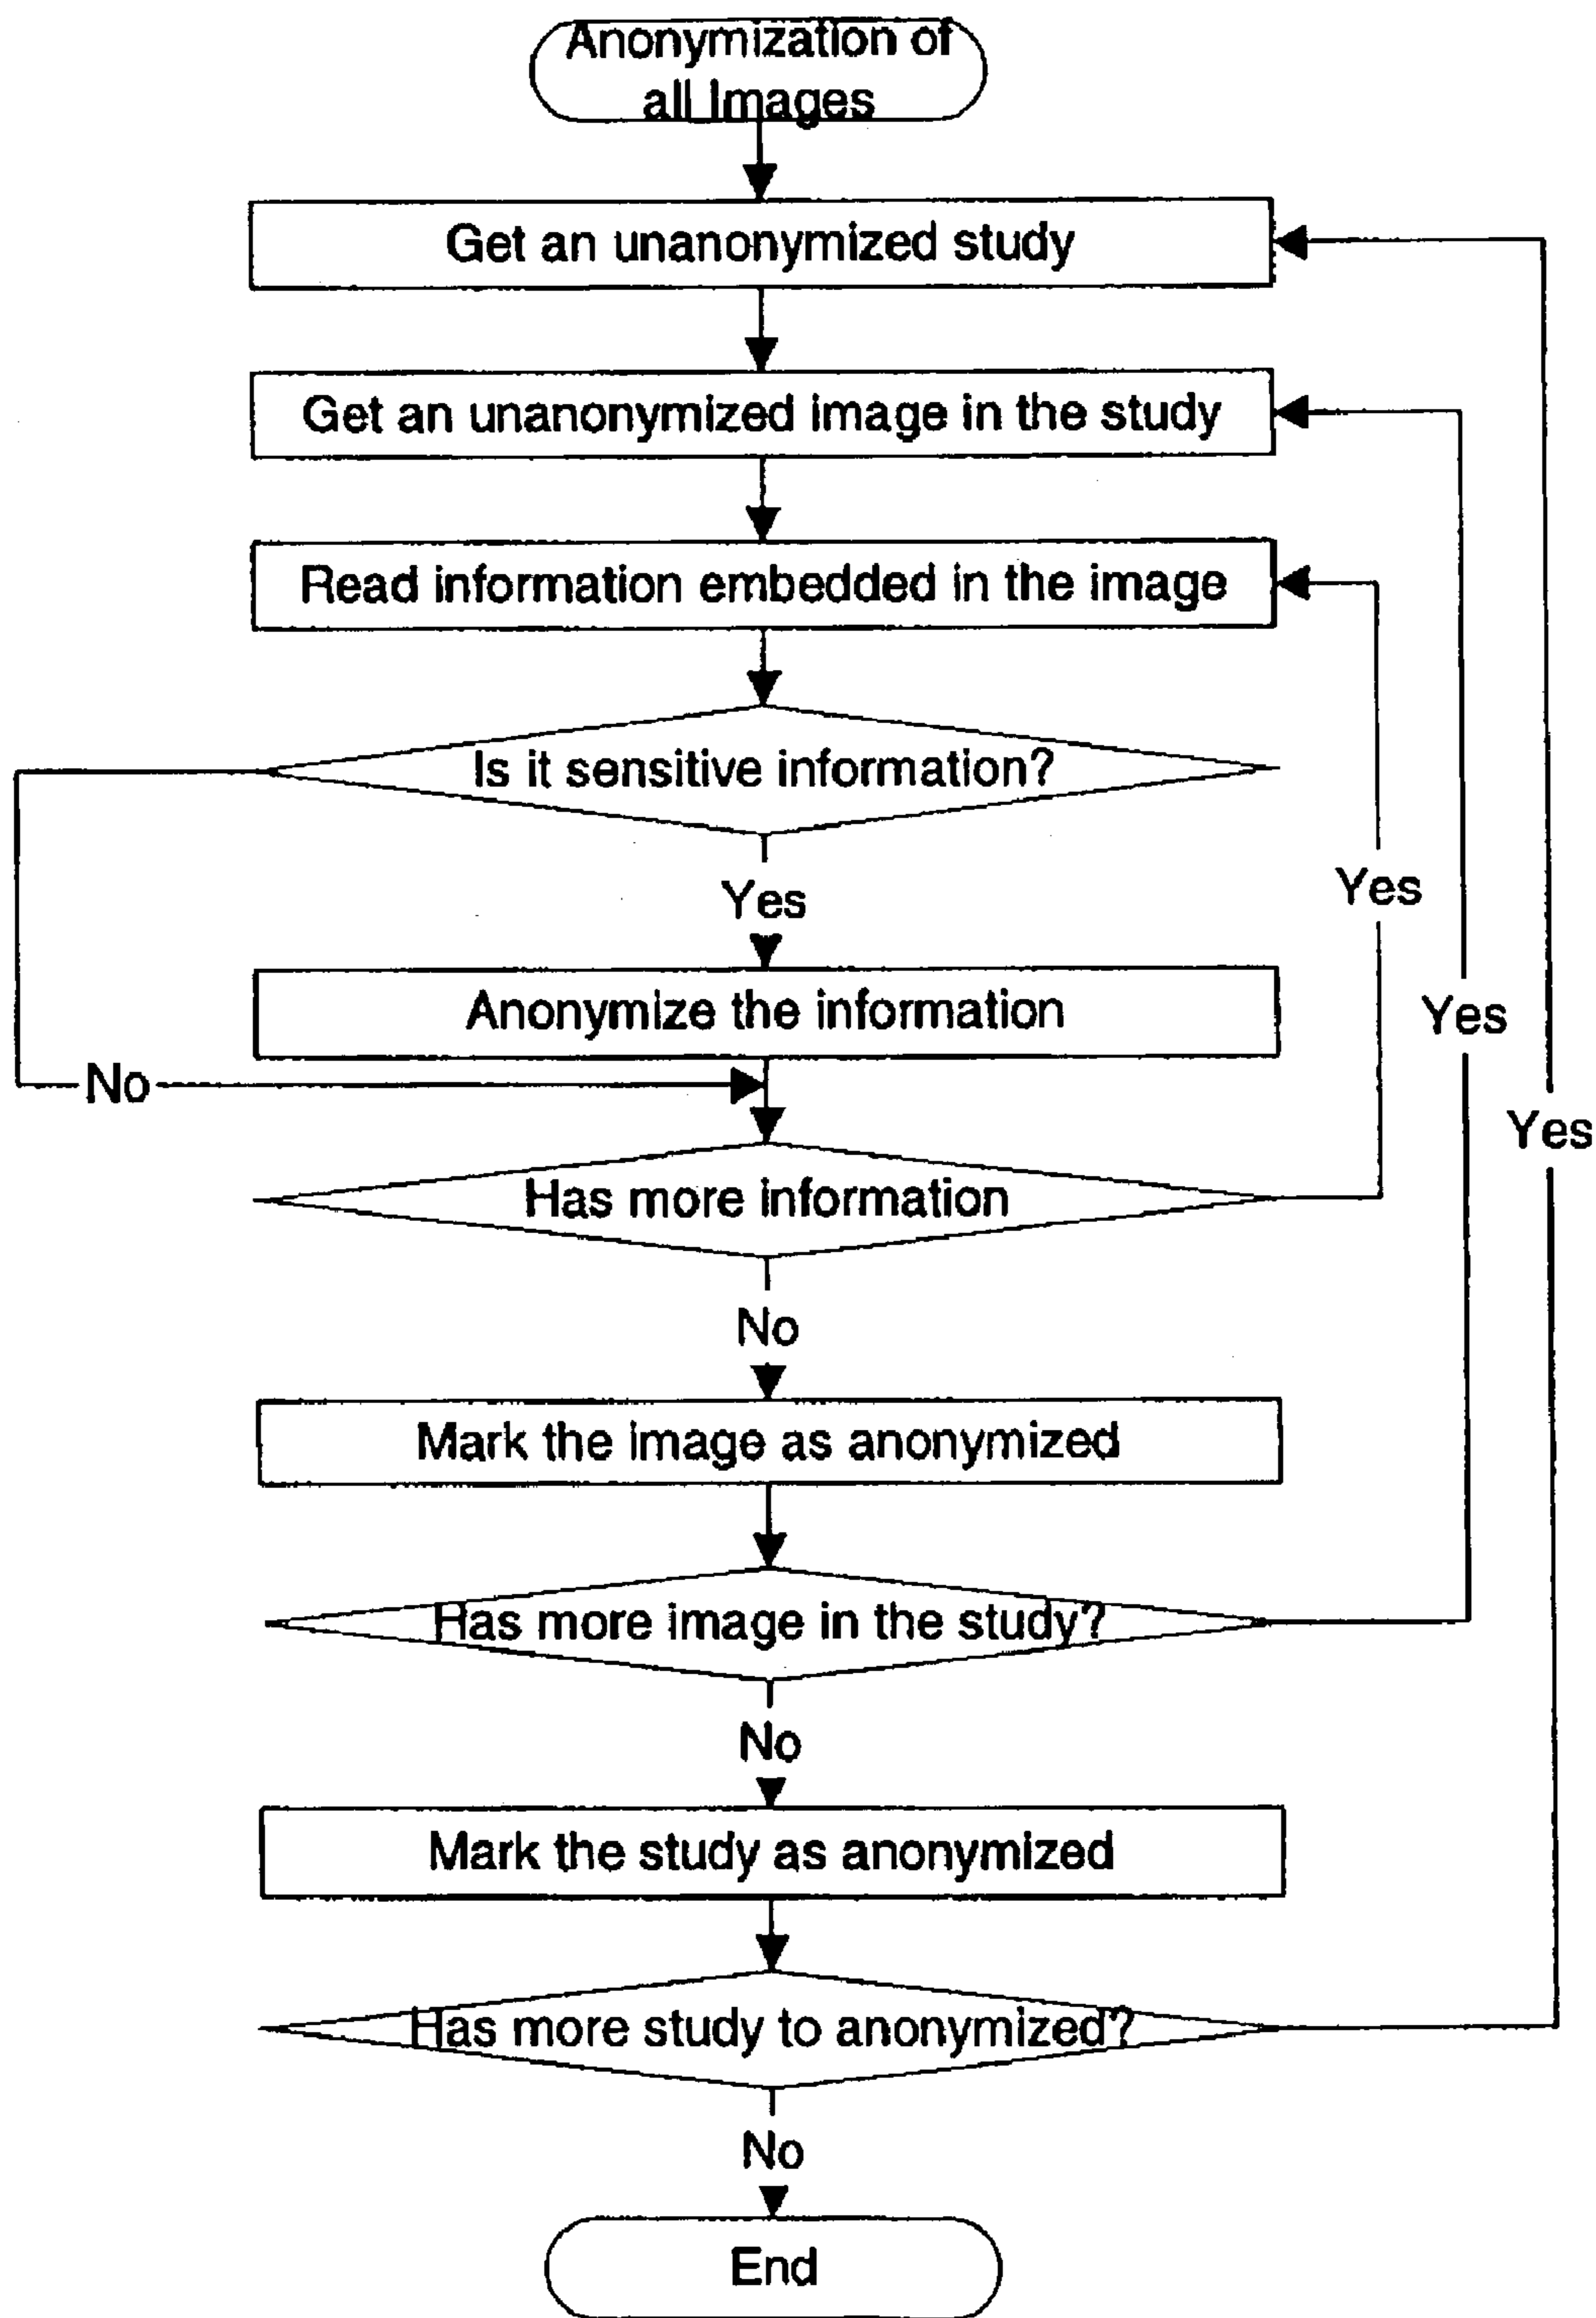 Anonymization of
all Images
Get an unanonymized study
Get an unanonymized image in the study
Read information embedded in the image
Is it sensitive information?
Yes
Yes
Anonymize the information
Yes
No
Yes
Has more information
No
Mark the image as anonymized
Has more image in the study?
No
Mark the study as anonymized
Has more study to anonymized?
No
End